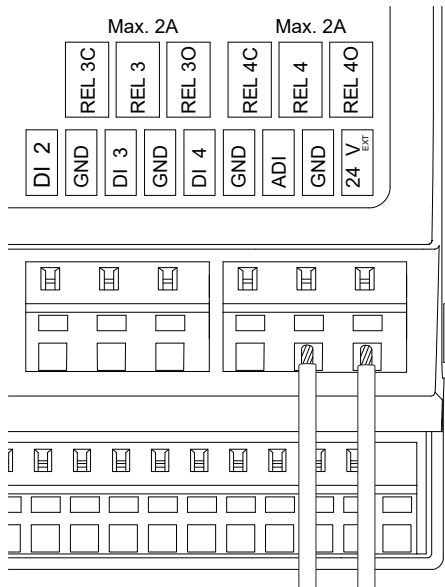 Max. 2A Max. 2A
REL 3C REL 3 REL 3O REL 4C REL 4 REL 4O
DI 2 GND DI 3 GND DI 4 GND ADI GND 24 V EXT